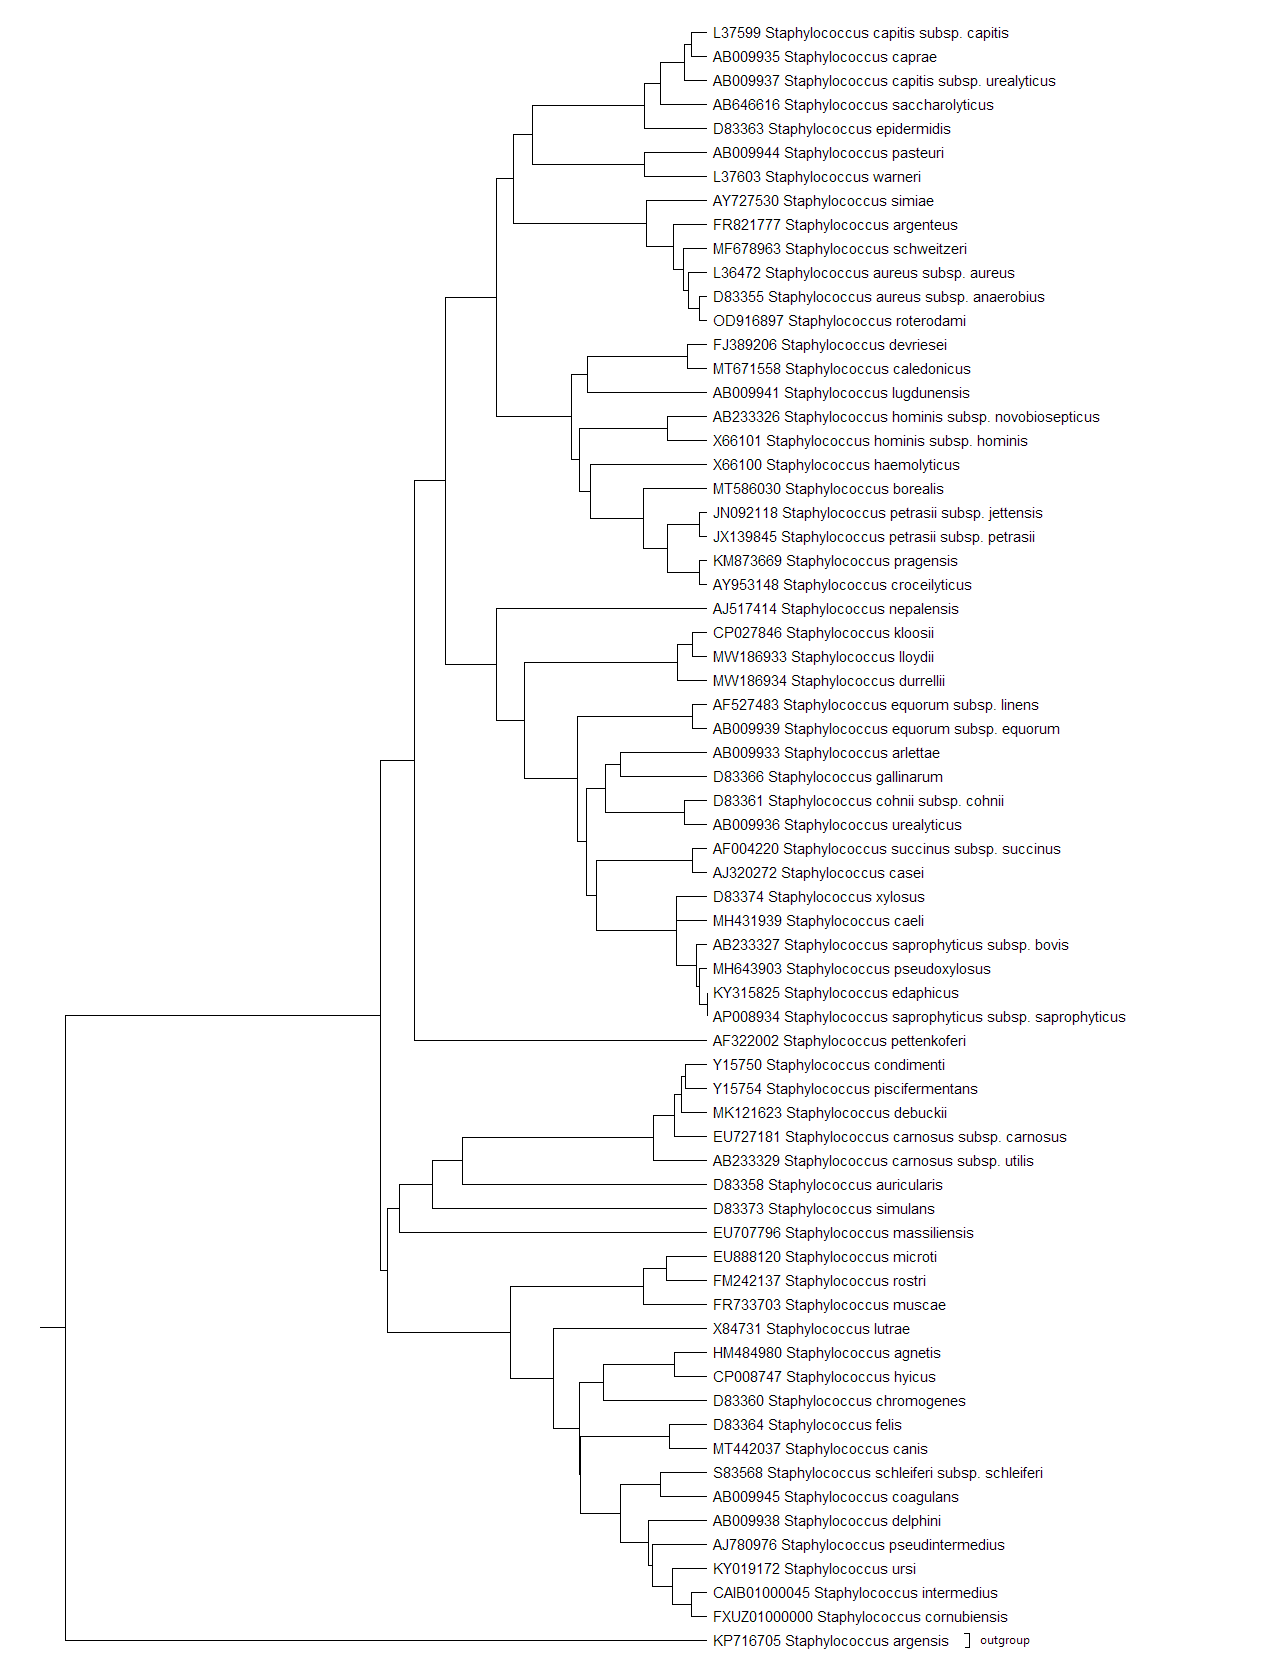 L37599 Staphylococcus capitis subsp. capitis
AB009935 Staphylococcus caprae
AB009937 Staphylococcus capitis subsp. urealyticus
AB646616 Staphylococcus saccharolyticus
D83363 Staphylococcus epidermidis
AB009944 Staphylococcus pasteuri
L37603 Staphylococcus warneri
AY727530 Staphylococcus simiae
FR821777 Staphylococcus argenteus
MF678963 Staphylococcus schweitzeri
L36472 Staphylococcus aureus subsp. aureus
D83355 Staphylococcus aureus subsp. anaerobius
OD916897 Staphylococcus roterodami
FJ389206 Staphylococcus devriesei
MT671558 Staphylococcus caledonicus
AB009941 Staphylococcus lugdunensis
AB233326 Staphylococcus hominis subsp. novobiosepticus
X66101 Staphylococcus hominis subsp. hominis
X66100 Staphylococcus haemolyticus
MT586030 Staphylococcus borealis
JN092118 Staphylococcus petrasii subsp. jettensis
JX139845 Staphylococcus petrasii subsp. petrasii
KM873669 Staphylococcus pragensis
AY953148 Staphylococcus croceilyticus
AJ517414 Staphylococcus nepalensis
CP027846 Staphylococcus kloosii
MW186933 Staphylococcus lloydii
MW186934 Staphylococcus durrellii
AF527483 Staphylococcus equorum subsp. linens
AB009939 Staphylococcus equorum subsp. equorum
AB009933 Staphylococcus arlettae
D83366 Staphylococcus gallinarum
D83361 Staphylococcus cohnii subsp. cohnii
AB009936 Staphylococcus urealyticus
AF004220 Staphylococcus succinus subsp. succinus
AJ320272 Staphylococcus casei
D83374 Staphylococcus xylosus
MH431939 Staphylococcus caeli
AB233327 Staphylococcus saprophyticus subsp. bovis
MH643903 Staphylococcus pseudoxylosus
KY315825 Staphylococcus edaphicus
AP008934 Staphylococcus saprophyticus subsp. saprophyticus
AF322002 Staphylococcus pettenkoferi
Y15750 Staphylococcus condimenti
Y15754 Staphylococcus piscifermentans
MK121623 Staphylococcus debuckii
EU727181 Staphylococcus carnosus subsp. carnosus
AB233329 Staphylococcus carnosus subsp. utilis
D83358 Staphylococcus auricularis
D83373 Staphylococcus simulans
EU707796 Staphylococcus massiliensis
EU888120 Staphylococcus microti
FM242137 Staphylococcus rostri
FR733703 Staphylococcus muscae
X84731 Staphylococcus lutrae
HM484980 Staphylococcus agnetis
CP008747 Staphylococcus hyicus
D83360 Staphylococcus chromogenes
D83364 Staphylococcus felis
MT442037 Staphylococcus canis
S83568 Staphylococcus schleiferi subsp. schleiferi
AB009945 Staphylococcus coagulans
AB009938 Staphylococcus delphini
AJ780976 Staphylococcus pseudintermedius
KY019172 Staphylococcus ursi
CAIB01000045 Staphylococcus intermedius
FXUZ01000000 Staphylococcus cornubiensis
KP716705 Staphylococcus argensis outgroup